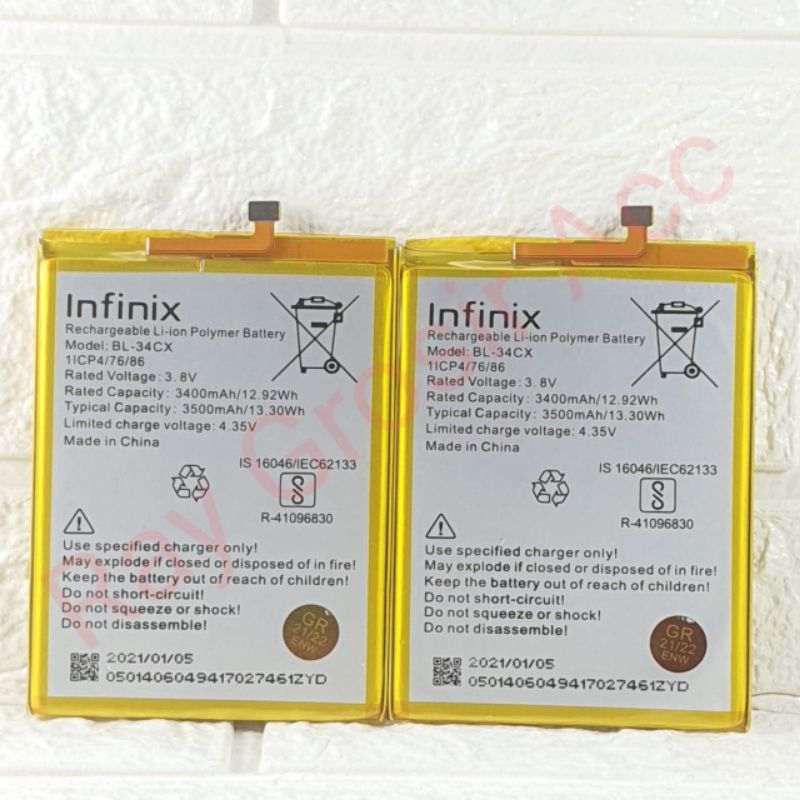 Infinix
Rechargeable Li-ion Polymer Battery
Model: BL-34CX
1ICP4/76/86
Rated Voltage: 3.8V
Rated Capacity: 3400mAh/12.92Wh
Typical Capacity: 3500mAh/13.30Wh
Limited charge voltage: 4.35V
Made in China
IS 16046/IEC62133
R-41096830
Use specified charger only!
May explode if closed or disposed of in fire!
Keep the battery out of reach of children!
Do not short-circuit!
Do not squeeze or shock!
Do not disassemble!
GR
21/22
ENW
2021/01/05
0501406049417027461ZYD
Infinix
Rechargeable Li-ion Polymer Battery
Model: BL-34CX
1ICP4/76/86
Rated Voltage: 3.8V
Rated Capacity: 3400mAh/12.92Wh
Typical Capacity: 3500mAh/13.30Wh
Limited charge voltage: 4.35V
Made in China
IS 16046/IEC62133
R-41096830
Use specified charger only!
May explode if closed or disposed of in fire!
Keep the battery out of reach of children!
Do not short-circuit!
Do not squeeze or shock!
Do not disassemble!
GR
21/22
ENW
2021/01/05
0501406049417027461ZYD
Grosir Acc